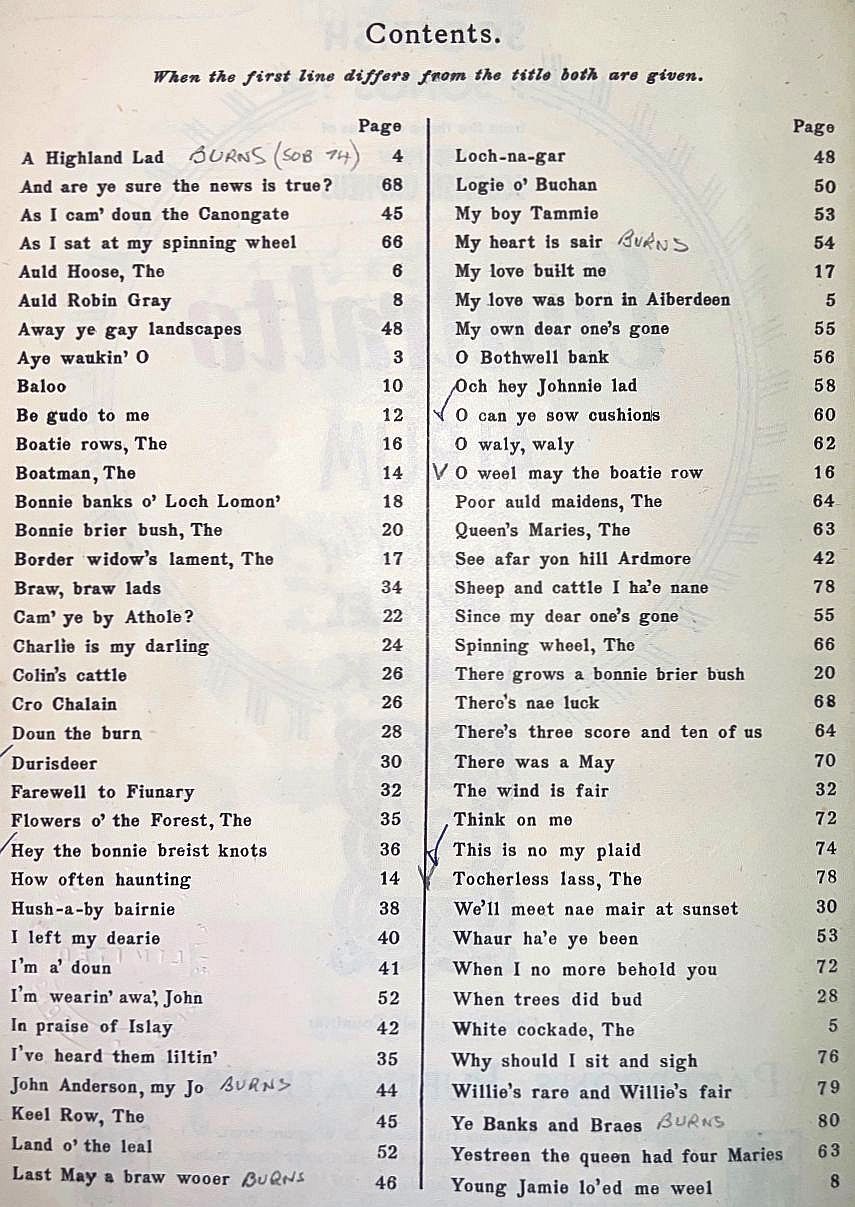 Contents.
When the first line differs from the title both are given.
Page
A Highland Lad BURNS (SOB 74) 4
And are ye sure the news is true? 68
As I cam' doun the Canongate 45
As I sat at my spinning wheel 66
Auld Hoose, The 6
Auld Robin Gray 8
Away ye gay landscapes 48
Aye waukin' O 3
Baloo 10
Be gudo to me 12
Boatie rows, The 16
Boatman, The 14
Bonnie banks o' Loch Lomon' 18
Bonnie brier bush, The 20
Border widow's lament, The 17
Braw, braw lads 34
Cam' ye by Athole? 22
Charlie is my darling 24
Colin's cattle 26
Cro Chalain 26
Doun the burn 28
Durisdeer 30
Farewell to Fiunary 32
Flowers o' the Forest, The 35
Hey the bonnie breist knots 36
How often haunting 14
Hush-a-by bairnie 38
I left my dearie 40
I'm a' doun 41
I'm wearin' awa', John 52
In praise of Islay 42
I've heard them liltin' 35
John Anderson, my Jo BURNS 44
Keel Row, The 45
Land o' the leal 52
Last May a braw wooer BURNS 46
Page
Loch-na-gar 48
Logie o' Buchan 50
My boy Tammie 53
My heart is sair BURNS 54
My love built me 17
My love was born in Aiberdeen 5
My own dear one's gone 55
O Bothwell bank 56
Och hey Johnnie lad 58
O can ye sow cushions 60
O waly, waly 62
O weel may the boatie row 16
Poor auld maidens, The 64
Queen's Maries, The 63
See afar yon hill Ardmore 42
Sheep and cattle I ha'e nane 78
Since my dear one's gone 55
Spinning wheel, The 66
There grows a bonnie brier bush 20
There's nae luck 68
There's three score and ten of us 64
There was a May 70
The wind is fair 32
Think on me 72
This is no my plaid 74
Tocherless lass, The 78
We'll meet nae mair at sunset 30
Whaur ha'e ye been 53
When I no more behold you 72
When trees did bud 28
White cockade, The 5
Why should I sit and sigh 76
Willie's rare and Willie's fair 79
Ye Banks and Braes BURNS 80
Yestreen the queen had four Maries 63
Young Jamie lo'ed me weel 8